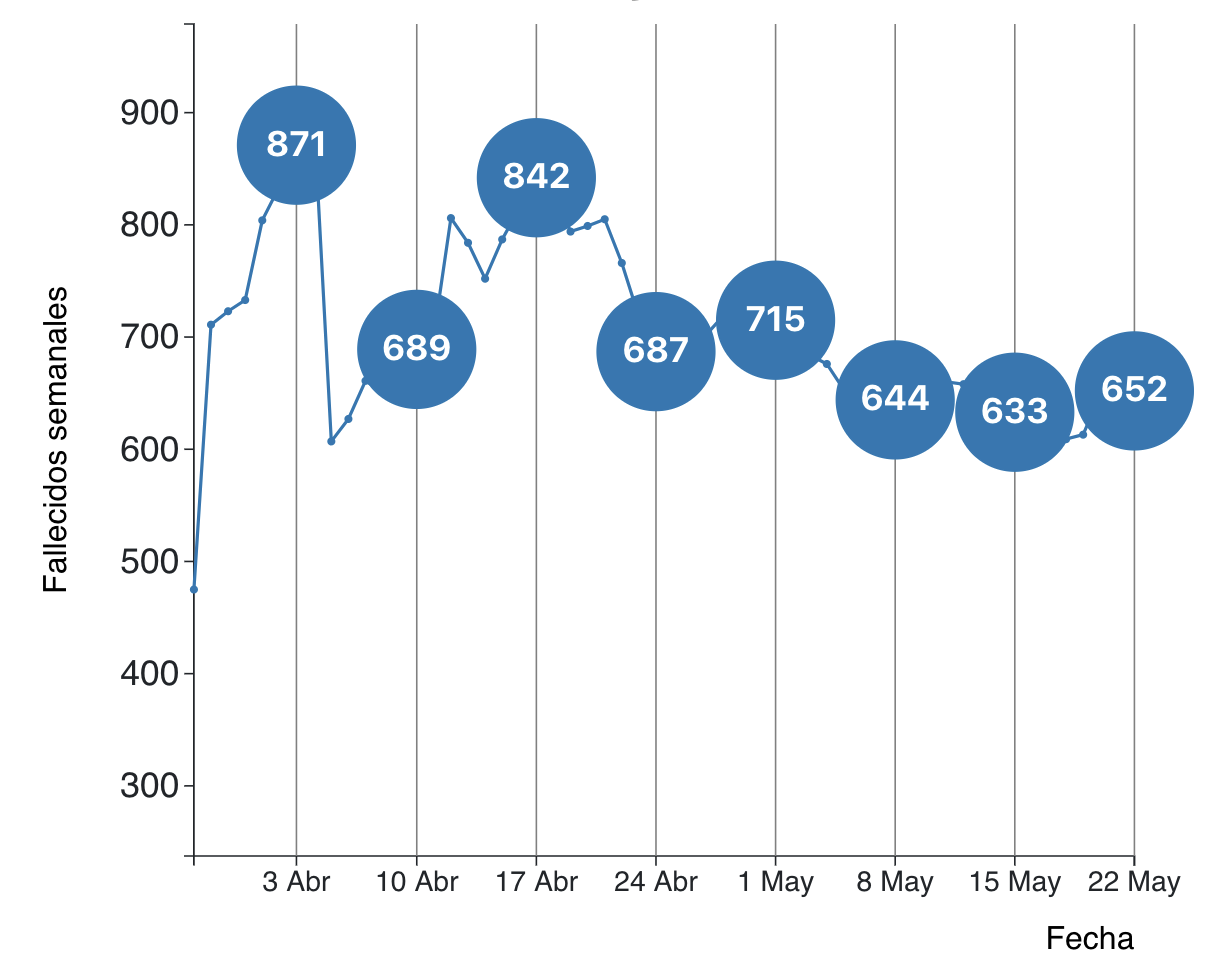 Fallecidos semanales
900
800
700
600
500
400
300
871
689
842
687
715
644
633
652
3 Abr
10 Abr
17 Abr
24 Abr
1 May
8 May
15 May
22 May
Fecha